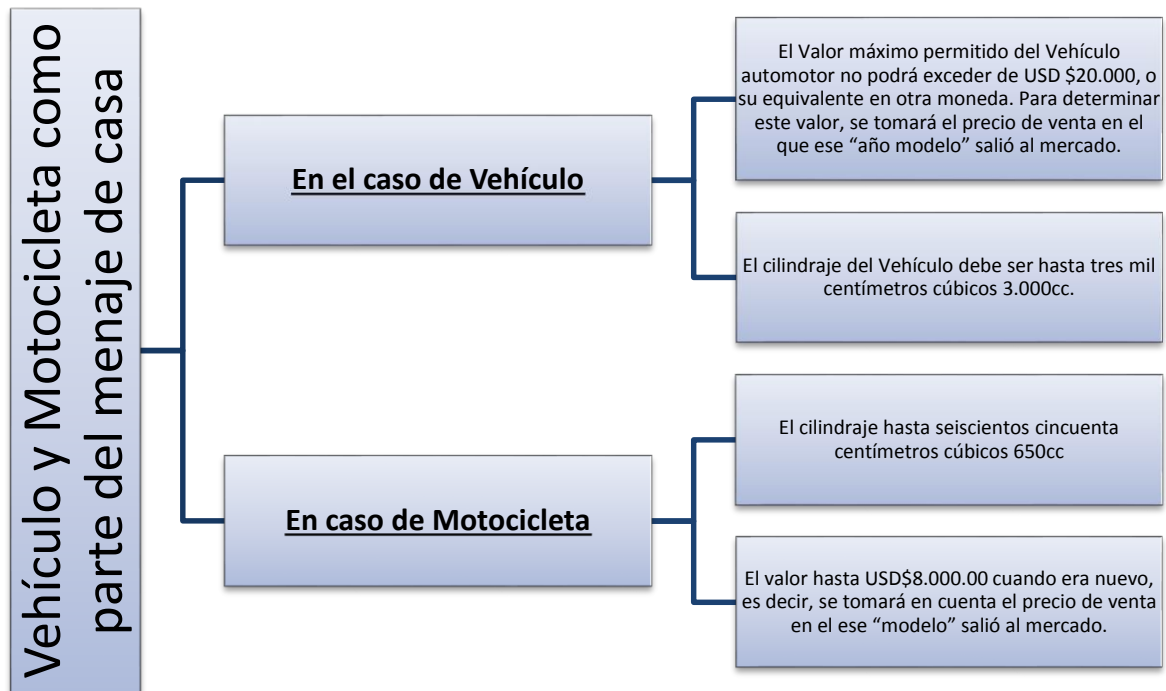 Vehículo y Motocicleta como
parte del menaje de casa
En el caso de Vehículo
El Valor máximo permitido del Vehículo
automotor no podrá exceder de USD $20.000, o
su equivalente en otra moneda. Para determinar
este valor, se tomará el precio de venta en el
que ese “año modelo” salió al mercado.
El cilindraje del Vehículo debe ser hasta tres mil
centímetros cúbicos 3.000cc.
En caso de Motocicleta
El cilindraje hasta seiscientos cincuenta
centímetros cúbicos 650cc
El valor hasta USD$8.000.00 cuando era nuevo,
es decir, se tomará en cuenta el precio de venta
en el ese “modelo” salió al mercado.